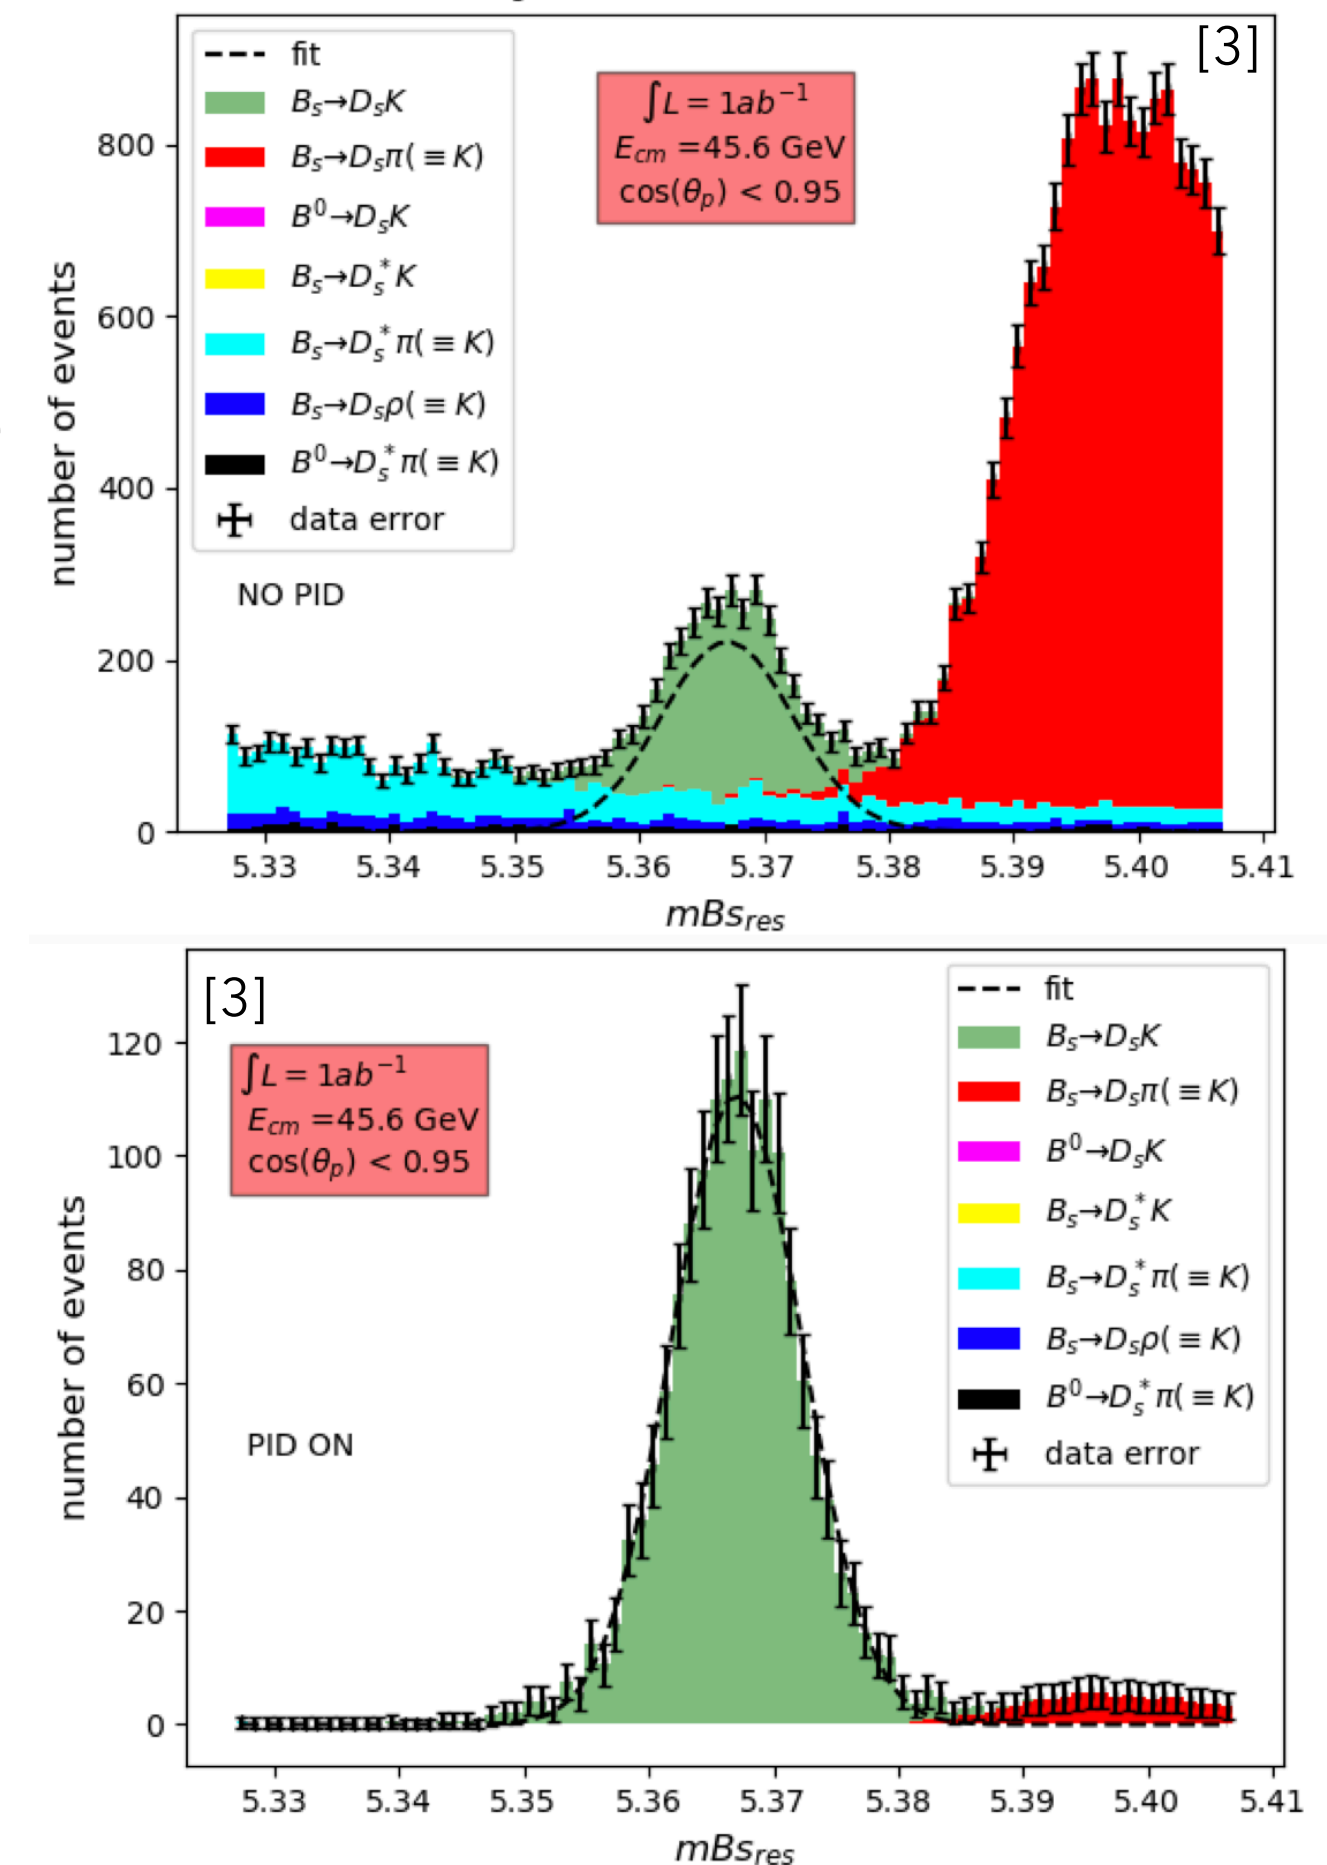 [3]
fit
Bₛ→DₛK
Bₛ→Dₛπ(≡K)
B⁰→DₛK
Bₛ→Dₛ*K
Bₛ→Dₛ*π(≡K)
Bₛ→Dₛρ(≡K)
B⁰→Dₛ*π(≡K)
data error
∫L = 1ab⁻¹
E_cm =45.6 GeV
cos(θₚ) < 0.95
NO PID
number of events
800
600
400
200
0
5.33 5.34 5.35 5.36 5.37 5.38 5.39 5.40 5.41
mBs_res
[3]
∫L = 1ab⁻¹
E_cm =45.6 GeV
cos(θₚ) < 0.95
fit
Bₛ→DₛK
Bₛ→Dₛπ(≡K)
B⁰→DₛK
Bₛ→Dₛ*K
Bₛ→Dₛ*π(≡K)
Bₛ→Dₛρ(≡K)
B⁰→Dₛ*π(≡K)
data error
PID ON
number of events
120
100
80
60
40
20
0
5.33 5.34 5.35 5.36 5.37 5.38 5.39 5.40 5.41
mBs_res